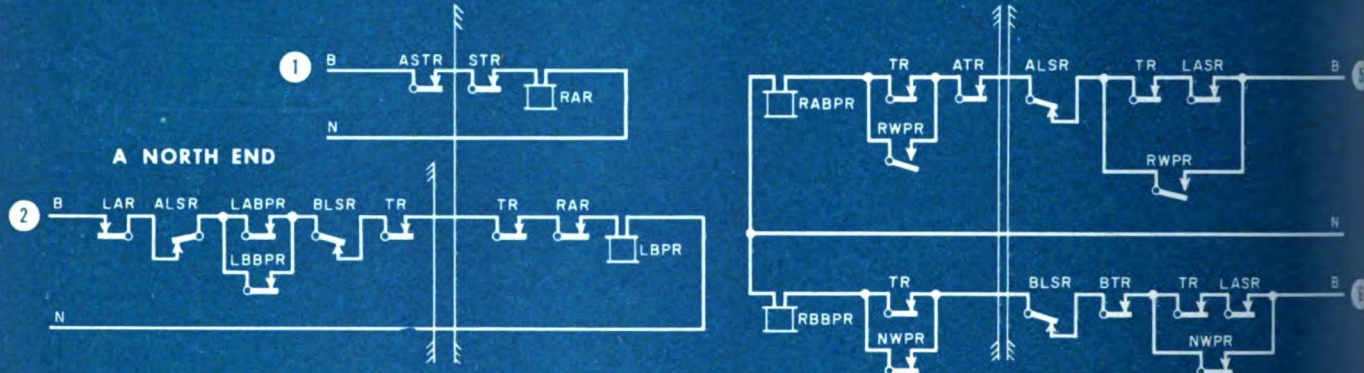 1 B ASTR STR
RAR
N
A NORTH END
2 B LAR ALSR LABPR BLSR TR TR RAR
LBBPR
LBPR
N
TR ATR ALSR TR LASR B
RABPR
RWPR
RWPR
N
TR BLSR BTR TR LASR B
RBBPR
NWPR NWPR